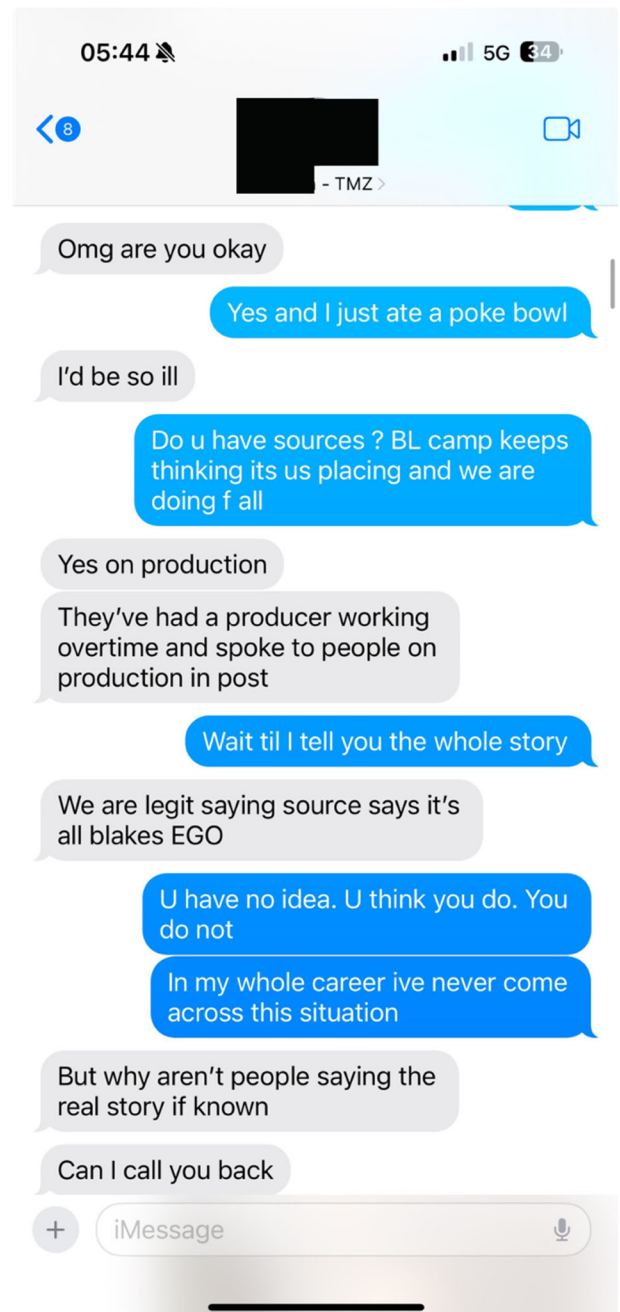 05:44
5G 34
8
- TMZ >
Omg are you okay
Yes and I just ate a poke bowl
I'd be so ill
Do u have sources ? BL camp keeps
thinking its us placing and we are
doing f all
Yes on production
They've had a producer working
overtime and spoke to people on
production in post
Wait til I tell you the whole story
We are legit saying source says it's
all blakes EGO
U have no idea. U think you do. You
do not
In my whole career ive never come
across this situation
But why aren't people saying the
real story if known
Can I call you back
iMessage